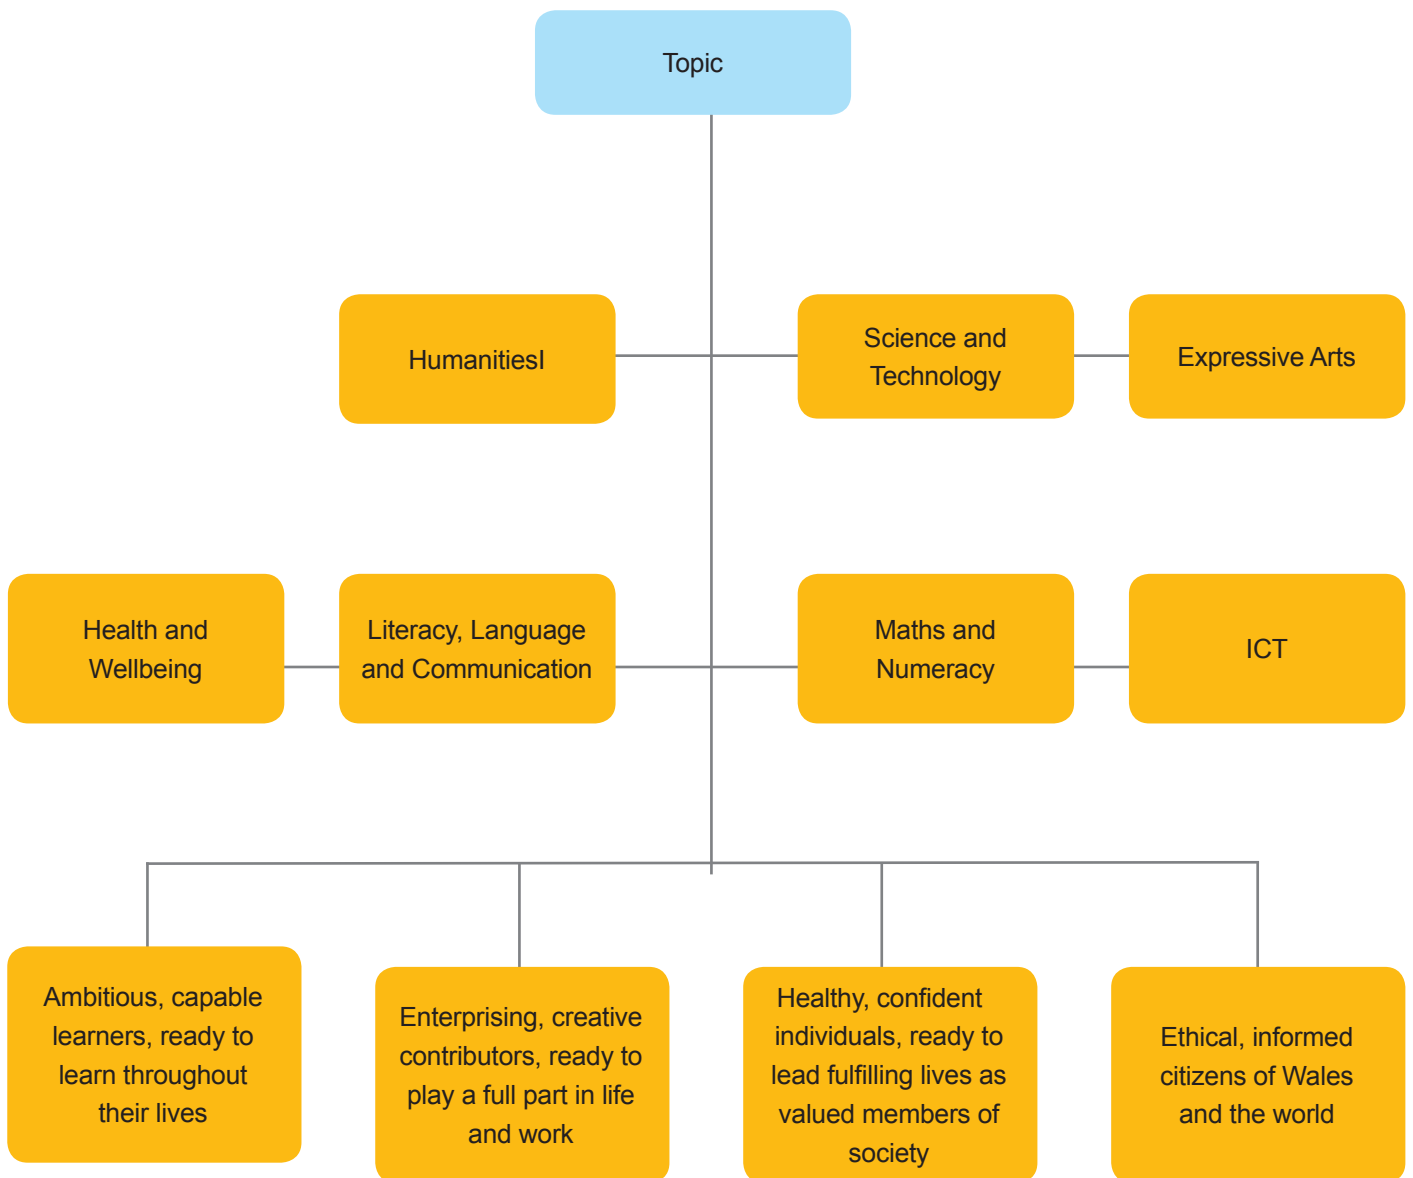 Topic
HumanitiesI
Science and
Technology
Expressive Arts
Health and
Wellbeing
Literacy, Language
and Communication
Maths and
Numeracy
ICT
Ambitious, capable
learners, ready to
learn throughout
their lives
Enterprising, creative
contributors, ready to
play a full part in life
and work
Healthy, confident
individuals, ready to
lead fulfilling lives as
valued members of
society
Ethical, informed
citizens of Wales
and the world